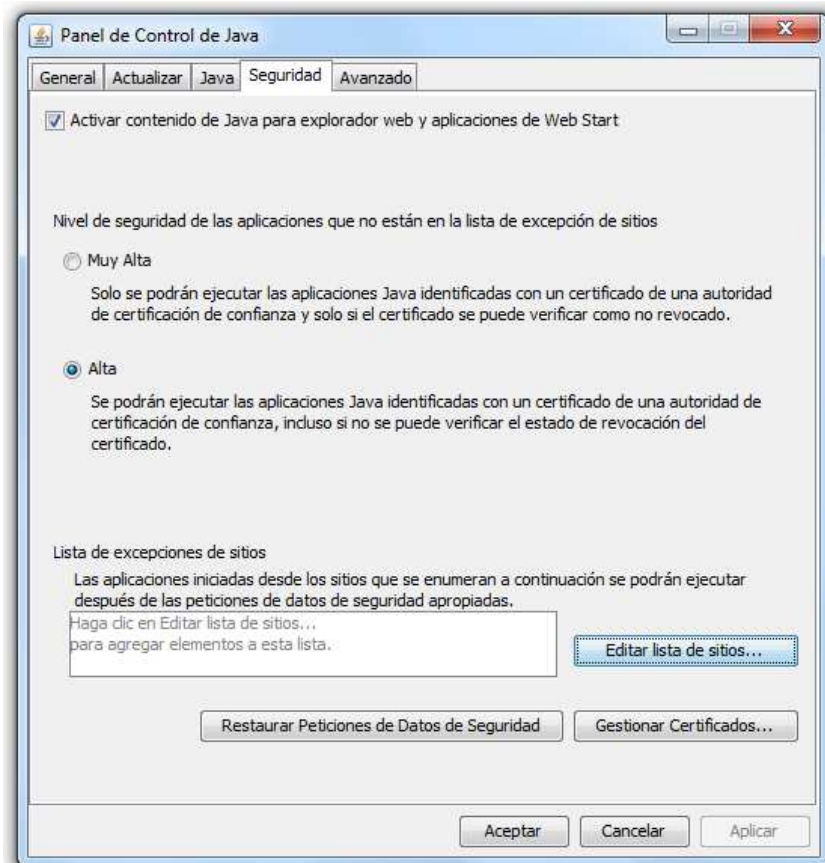 Panel de Control de Java
General Actualizar Java Seguridad Avanzado
Activar contenido de Java para explorador web y aplicaciones de Web Start
Nivel de seguridad de las aplicaciones que no están en la lista de excepción de sitios
Muy Alta
Solo se podrán ejecutar las aplicaciones Java identificadas con un certificado de una autoridad
de certificación de confianza y solo si el certificado se puede verificar como no revocado.
Alta
Se podrán ejecutar las aplicaciones Java identificadas con un certificado de una autoridad de
certificación de confianza, incluso si no se puede verificar el estado de revocación del
certificado.
Lista de excepciones de sitios
Las aplicaciones iniciadas desde los sitios que se enumeran a continuación se podrán ejecutar
después de las peticiones de datos de seguridad apropiadas.
Haga clic en Editar lista de sitios...
para agregar elementos a esta lista.
Editar lista de sitios...
Restaurar Peticiones de Datos de Seguridad Gestionar Certificados...
Aceptar Cancelar Aplicar